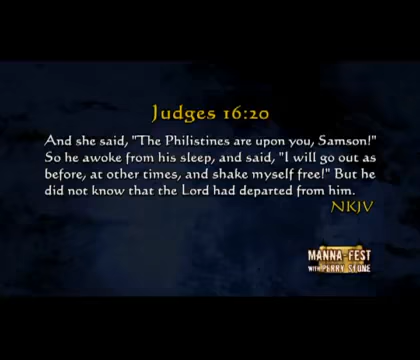 Judges 16:20
And she said, "The Philistines are upon you, Samson!"
So he awoke from his sleep, and said, "I will go out as
before, at other times, and shake myself free!" But he
did not know that the Lord had departed from him.
NKJV
MANNA-FEST
WITH PERRY STONE